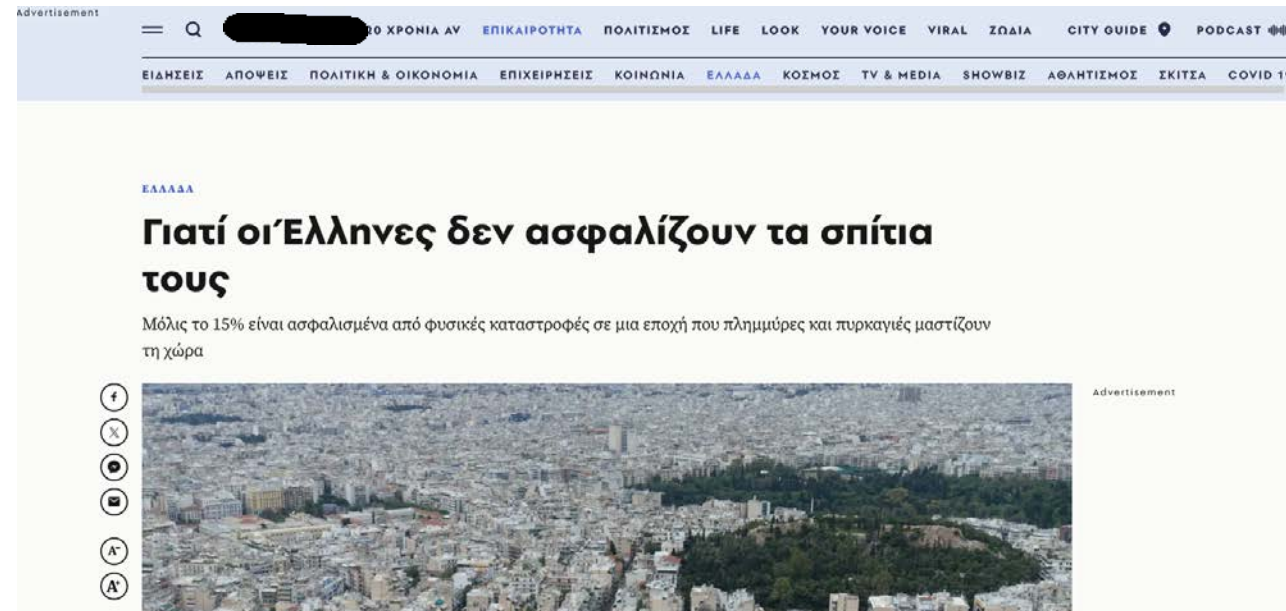 Advertisement
20 ΧΡΟΝΙΑ AV ΕΠΙΚΑΙΡΟΤΗΤΑ ΠΟΛΙΤΙΣΜΟΣ LIFE LOOK YOUR VOICE VIRAL ΖΩΔΙΑ CITY GUIDE PODCAST
ΕΙΔΗΣΕΙΣ ΑΠΟΨΕΙΣ ΠΟΛΙΤΙΚΗ & ΟΙΚΟΝΟΜΙΑ ΕΠΙΧΕΙΡΗΣΕΙΣ ΚΟΙΝΩΝΙΑ ΕΛΛΑΔΑ ΚΟΣΜΟΣ TV & MEDIA SHOWBIZ ΑΘΛΗΤΙΣΜΟΣ ΣΚΙΤΣΑ COVID 1
ΕΛΛΑΔΑ
Γιατί οι Έλληνες δεν ασφαλίζουν τα σπίτια
τους
Μόλις το 15% είναι ασφαλισμένα από φυσικές καταστροφές σε μια εποχή που πλημμύρες και πυρκαγιές μαστίζουν
τη χώρα
Advertisement
A-
A+